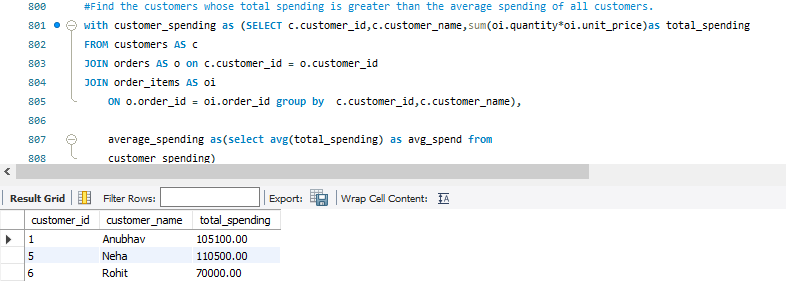 800 #Find the customers whose total spending is greater than the average spending of all customers.
801 with customer_spending as (SELECT c.customer_id,c.customer_name,sum(oi.quantity*oi.unit_price)as total_spending
802 FROM customers AS c
803 JOIN orders AS o on c.customer_id = o.customer_id
804 JOIN order_items AS oi
805 ON o.order_id = oi.order_id group by  c.customer_id,c.customer_name),
806
807 average_spending as(select avg(total_spending) as avg_spend from
808 customer_spending)
Result Grid Filter Rows: Export: Wrap Cell Content: IA
customer_id customer_name total_spending
1 Anubhav 105100.00
5 Neha 110500.00
6 Rohit 70000.00